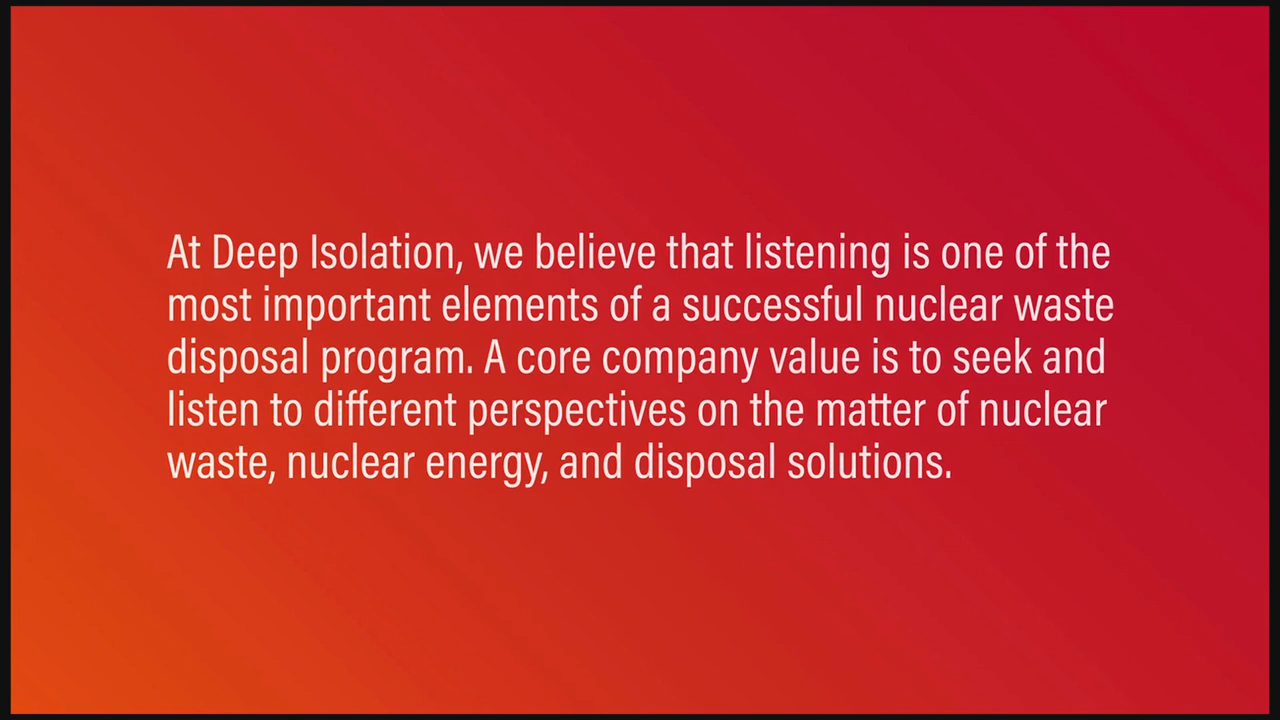 At Deep Isolation, we believe that listening is one of the
most important elements of a successful nuclear waste
disposal program. A core company value is to seek and
listen to different perspectives on the matter of nuclear
waste, nuclear energy, and disposal solutions.